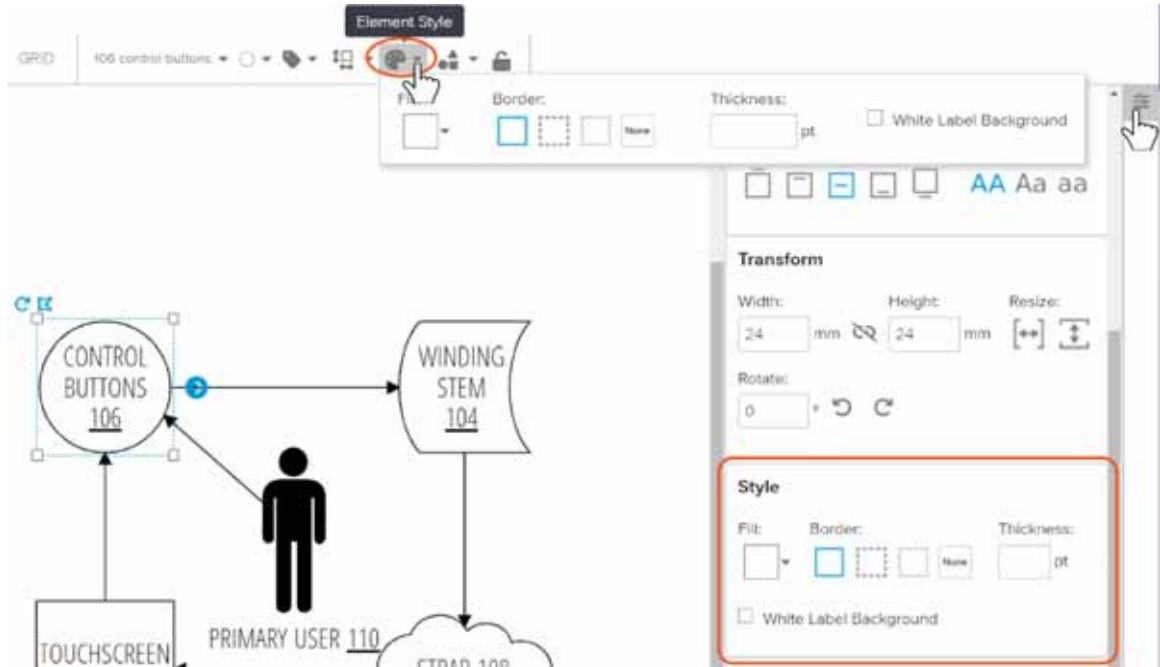 Element Style
GRID
106 control buttons
Fill:
Border:
Thickness:
None
pt
White Label Background
AA Aa aa
Transform
Width:
Height:
Resize:
24
mm
24
mm
Rotate:
0
°
CONTROL
BUTTONS
106
WINDING
STEM
104
Style
Fill:
Border:
Thickness:
None
pt
White Label Background
PRIMARY USER 110
TOUCHSCREEN
STRAP 108